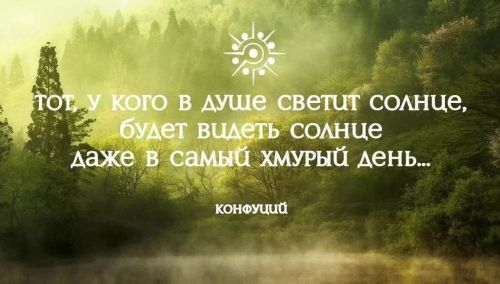 тот, у кого в душе светит солнце,
будет видеть солнце
даже в самый хмурый день...
конфуций